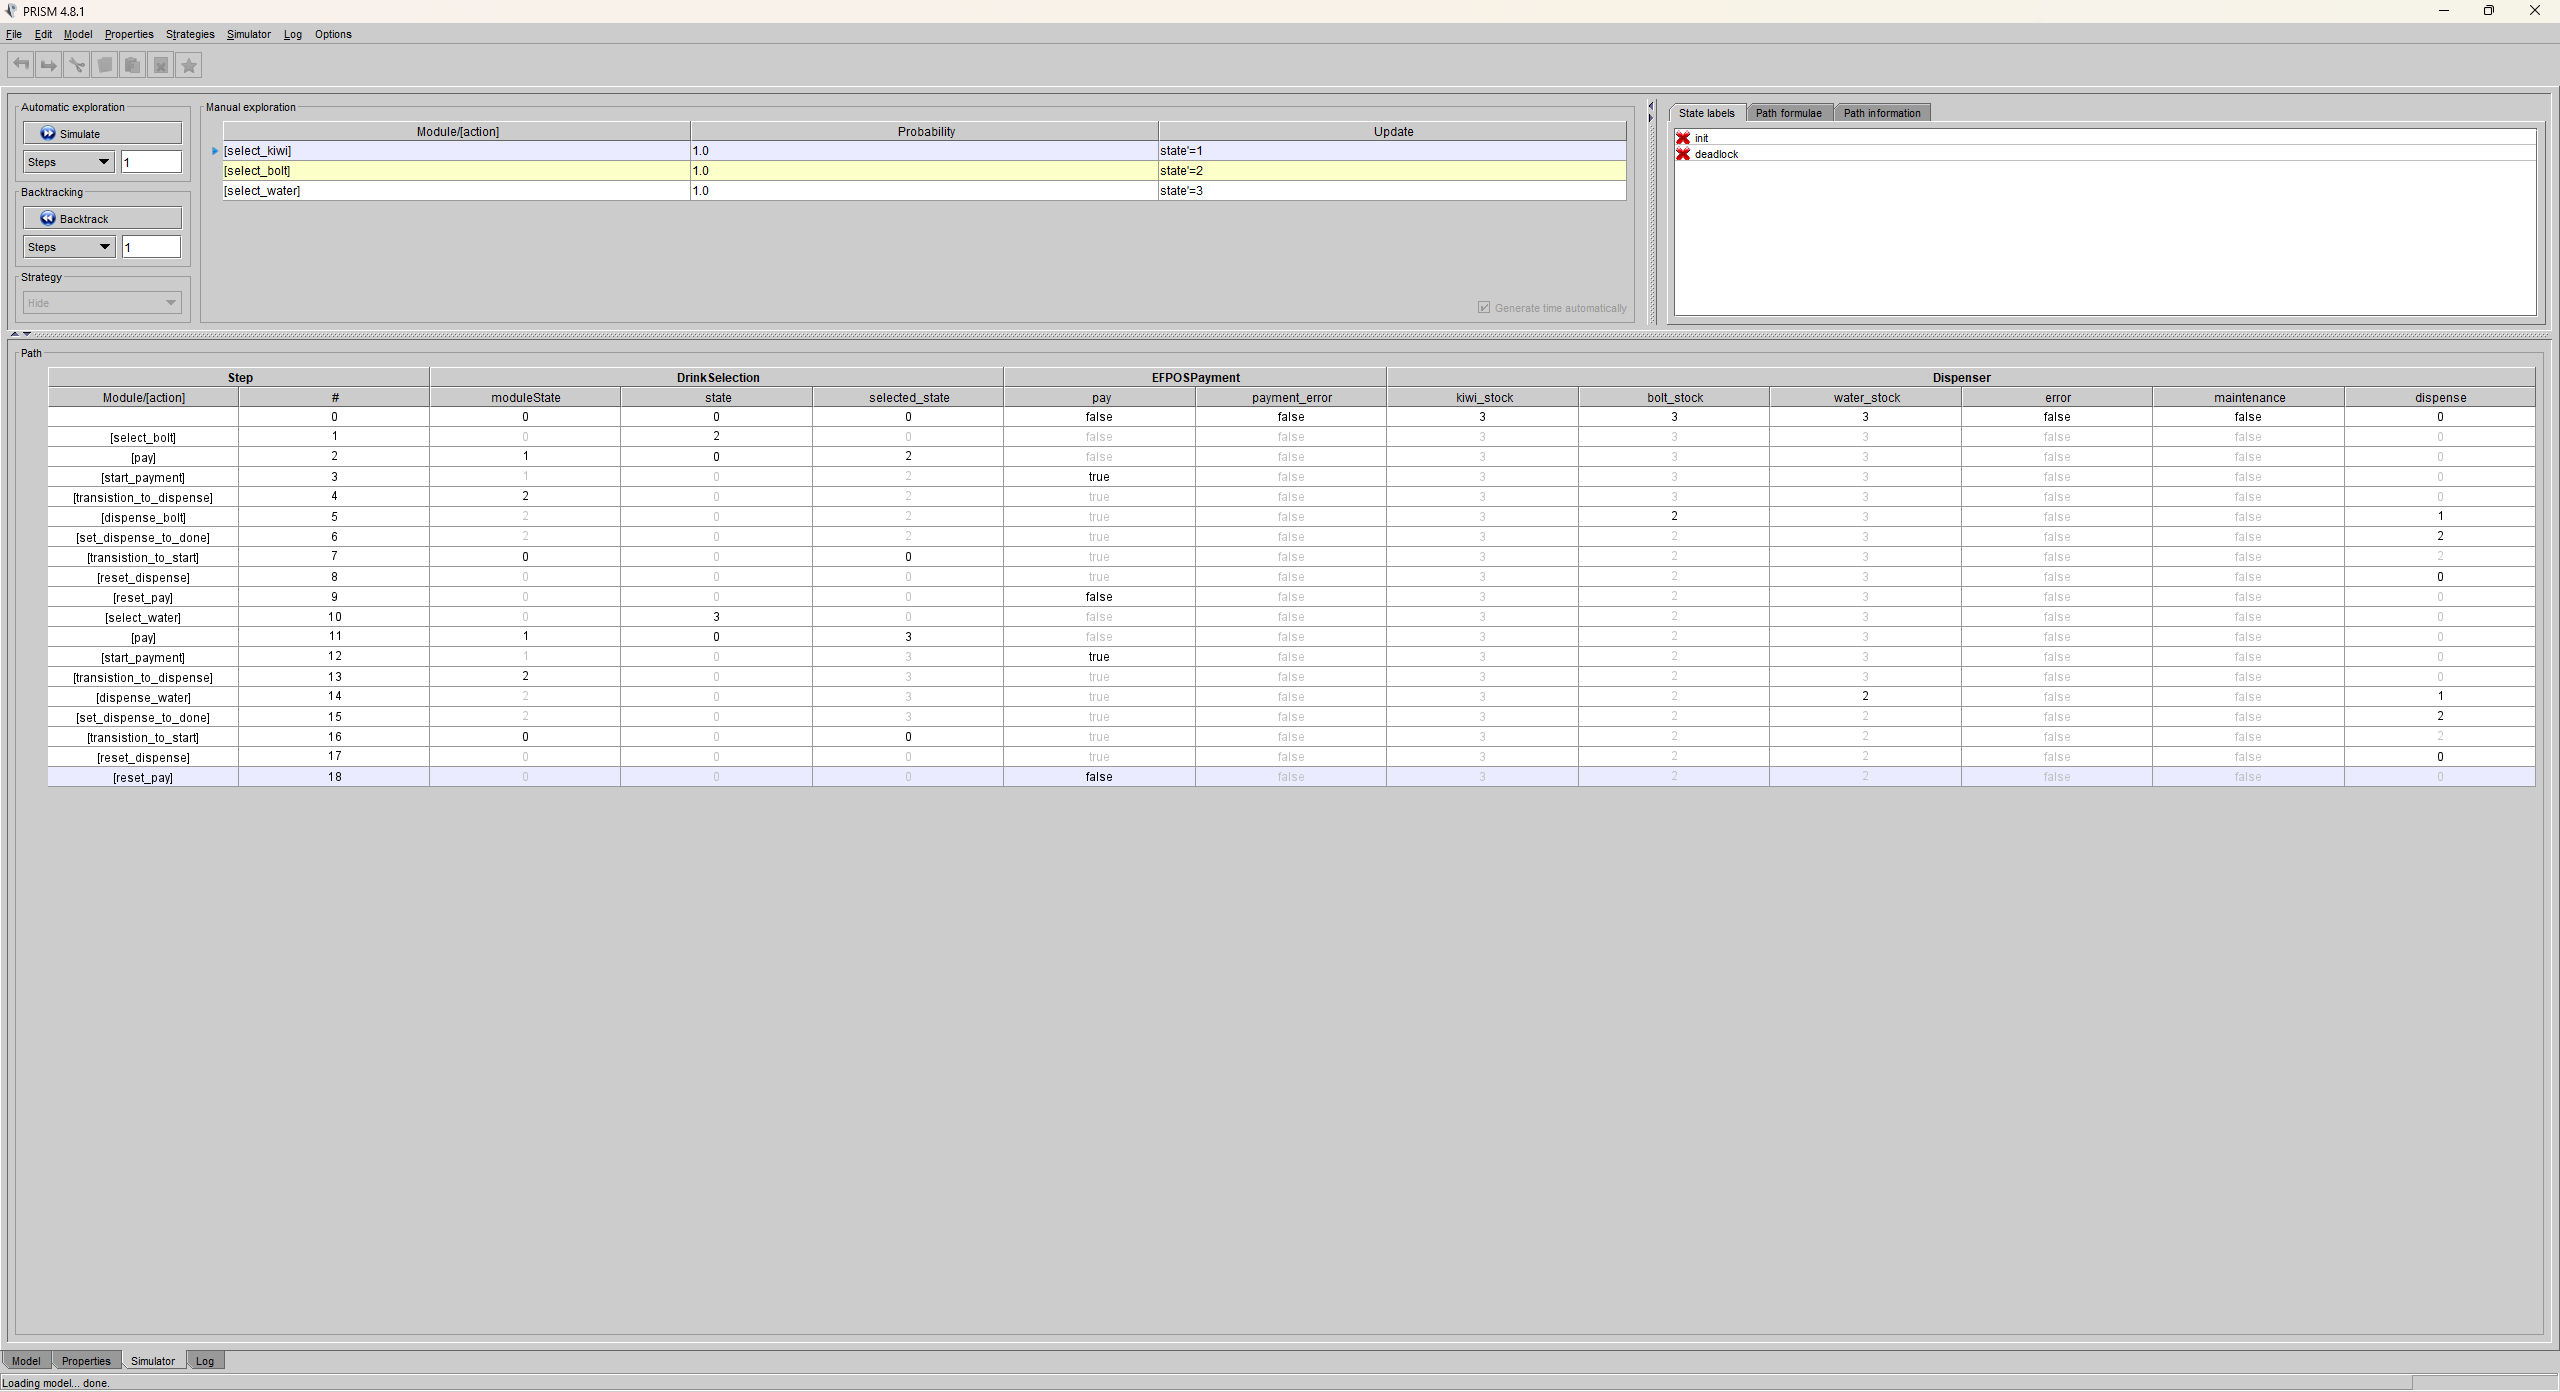 PRISM 4.8.1
File Edit Model Properties Strategies Simulator Log Options
Automatic exploration
Simulate
Steps 1
Backtracking
Backtrack
Steps 1
Strategy
Hide
Manual exploration
Module/[action] Probability Update
[select_kiwi] 1.0 state'=1
[select_bolt] 1.0 state'=2
[select_water] 1.0 state'=3
Generate time automatically
State labels Path formulae Path information
init
deadlock
Path
Step DrinkSelection EFPOSPayment Dispenser
Module/[action] # moduleState state selected_state pay payment_error kiwi_stock bolt_stock water_stock error maintenance dispense
0 0 0 0 false false 3 3 3 false false 0
[select_bolt] 1 0 2 0 false false 3 3 3 false false 0
[pay] 2 1 0 2 false false 3 3 3 false false 0
[start_payment] 3 1 0 2 true false 3 3 3 false false 0
[transistion_to_dispense] 4 2 0 2 true false 3 3 3 false false 0
[dispense_bolt] 5 2 0 2 true false 3 2 3 false false 1
[set_dispense_to_done] 6 2 0 2 true false 3 2 3 false false 2
[transistion_to_start] 7 0 0 0 true false 3 2 3 false false 2
[reset_dispense] 8 0 0 0 true false 3 2 3 false false 0
[reset_pay] 9 0 0 0 false false 3 2 3 false false 0
[select_water] 10 0 3 0 false false 3 2 3 false false 0
[pay] 11 1 0 3 false false 3 2 3 false false 0
[start_payment] 12 1 0 3 true false 3 2 3 false false 0
[transistion_to_dispense] 13 2 0 3 true false 3 2 3 false false 0
[dispense_water] 14 2 0 3 true false 3 2 2 false false 1
[set_dispense_to_done] 15 2 0 3 true false 3 2 2 false false 2
[transistion_to_start] 16 0 0 0 true false 3 2 2 false false 2
[reset_dispense] 17 0 0 0 true false 3 2 2 false false 0
[reset_pay] 18 0 0 0 false false 3 2 2 false false 0
Model Properties Simulator Log
Loading model... done.